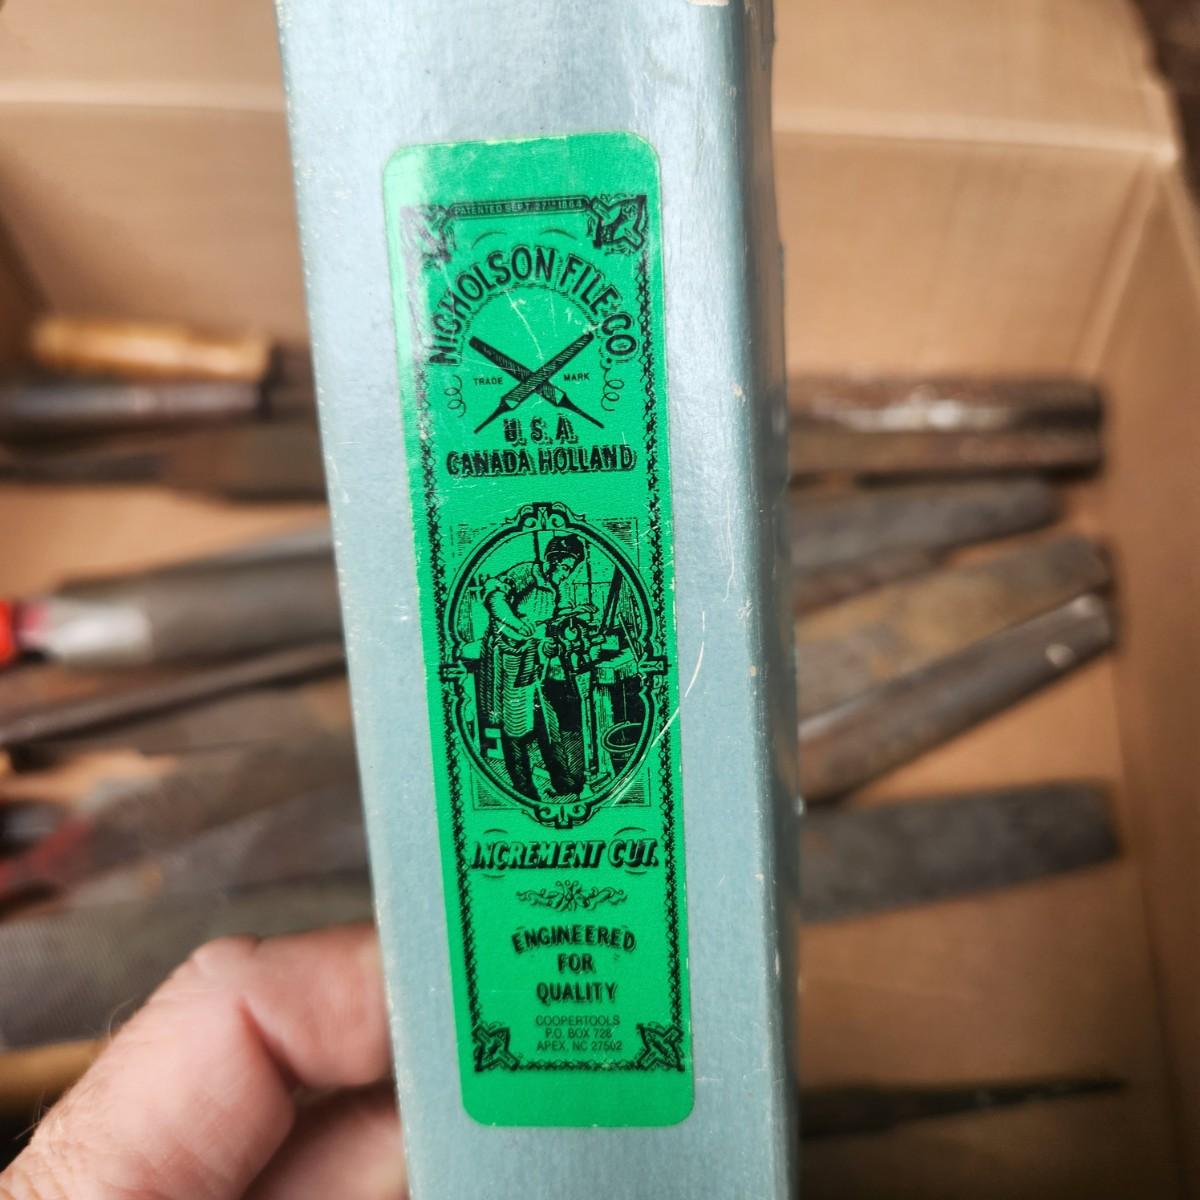 PATENTED SEPT. 27TH 1864
NICHOLSON FILE CO.
TRADE MARK
U.S.A.
CANADA HOLLAND
INCREMENT CUT.
ENGINEERED
FOR
QUALITY
COOPERTOOLS
P.O. BOX 728
APEX, NC 27502